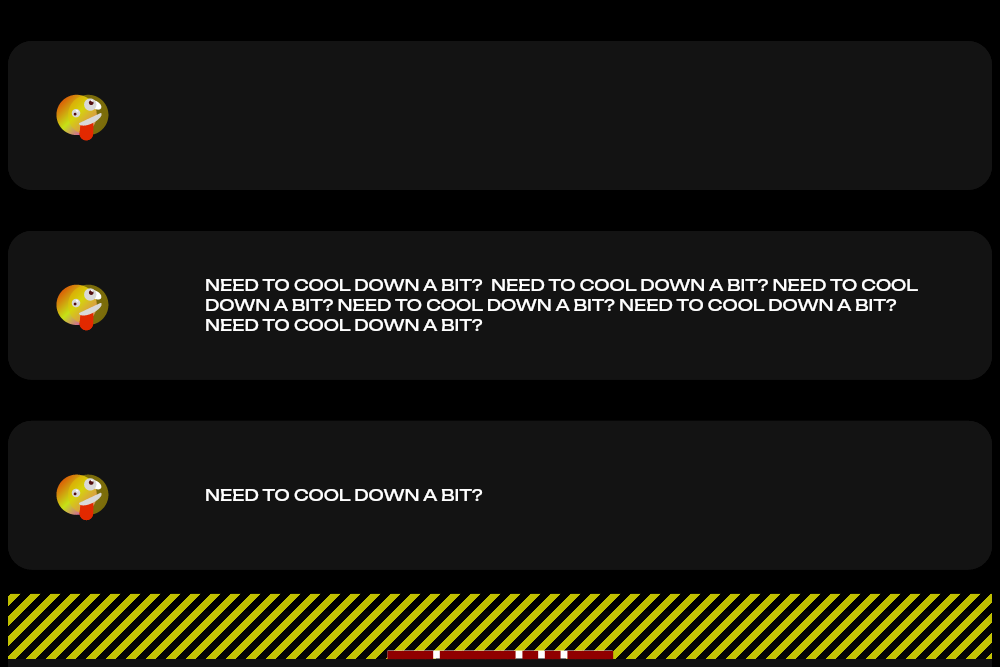 NEED TO COOL DOWN A BIT?  NEED TO COOL DOWN A BIT? NEED TO COOL
DOWN A BIT? NEED TO COOL DOWN A BIT? NEED TO COOL DOWN A BIT?
NEED TO COOL DOWN A BIT?
NEED TO COOL DOWN A BIT?